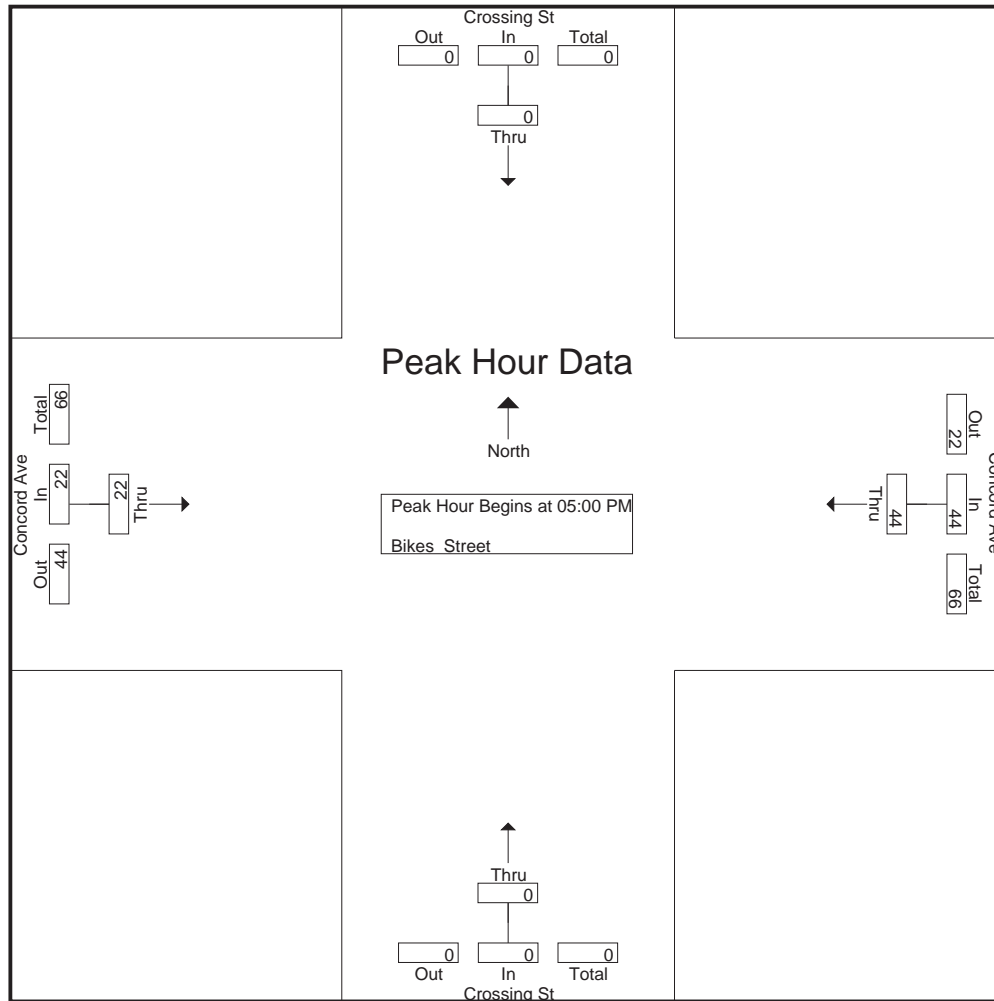 Crossing St
Out In Total
0 0 0
0
Thru
Peak Hour Data
North
Peak Hour Begins at 05:00 PM
Bikes Street
Concord Ave
Total In Out
66 22 44
22
Thru
Concord Ave
Out In Total
22 44 66
44
Thru
Thru
0
0 0 0
Out In Total
Crossing St